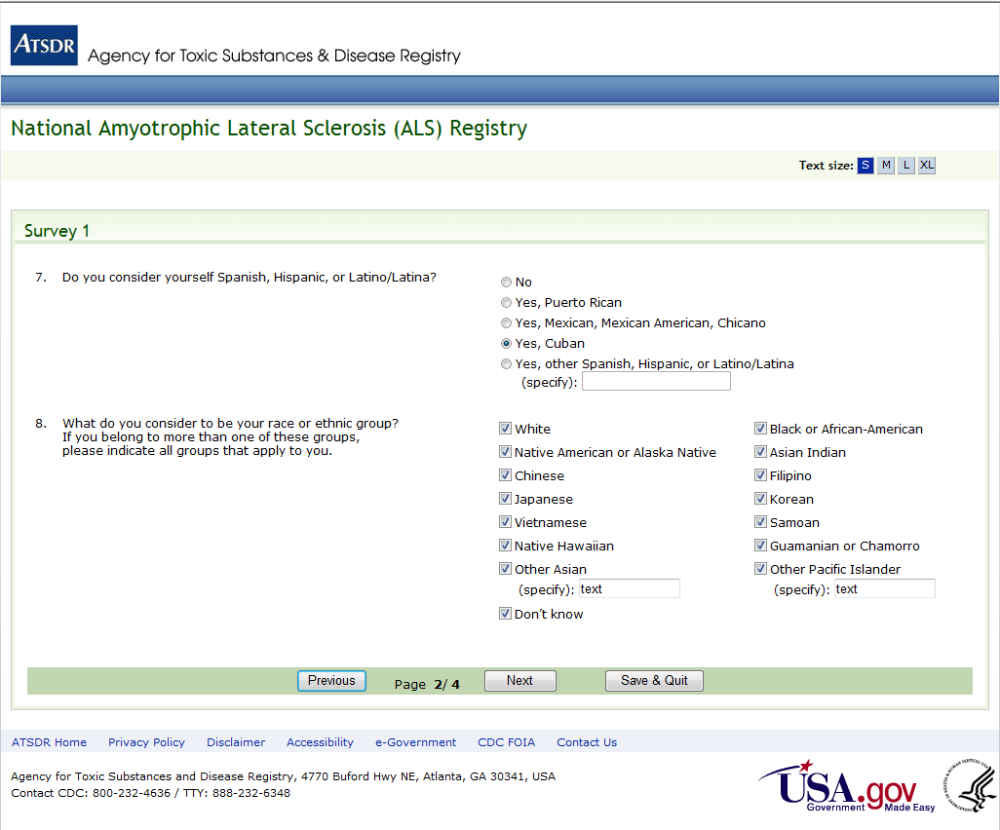 ATSDR
Agency for Toxic Substances & Disease Registry
National Amyotrophic Lateral Sclerosis (ALS) Registry
Text size: S M L XL
Survey 1
7. Do you consider yourself Spanish, Hispanic, or Latino/Latina?
No
Yes, Puerto Rican
Yes, Mexican, Mexican American, Chicano
Yes, Cuban
Yes, other Spanish, Hispanic, or Latino/Latina
(specify):
8. What do you consider to be your race or ethnic group?
If you belong to more than one of these groups,
please indicate all groups that apply to you.
White Black or African-American
Native American or Alaska Native Asian Indian
Chinese Filipino
Japanese Korean
Vietnamese Samoan
Native Hawaiian Guamanian or Chamorro
Other Asian Other Pacific Islander
(specify): text (specify): text
Don't know
Previous Page 2/ 4 Next Save & Quit
ATSDR Home Privacy Policy Disclaimer Accessibility e-Government CDC FOIA Contact Us
Agency for Toxic Substances and Disease Registry, 4770 Buford Hwy NE, Atlanta, GA 30341, USA
Contact CDC: 800-232-4636 / TTY: 888-232-6348
USA.gov
Government Made Easy